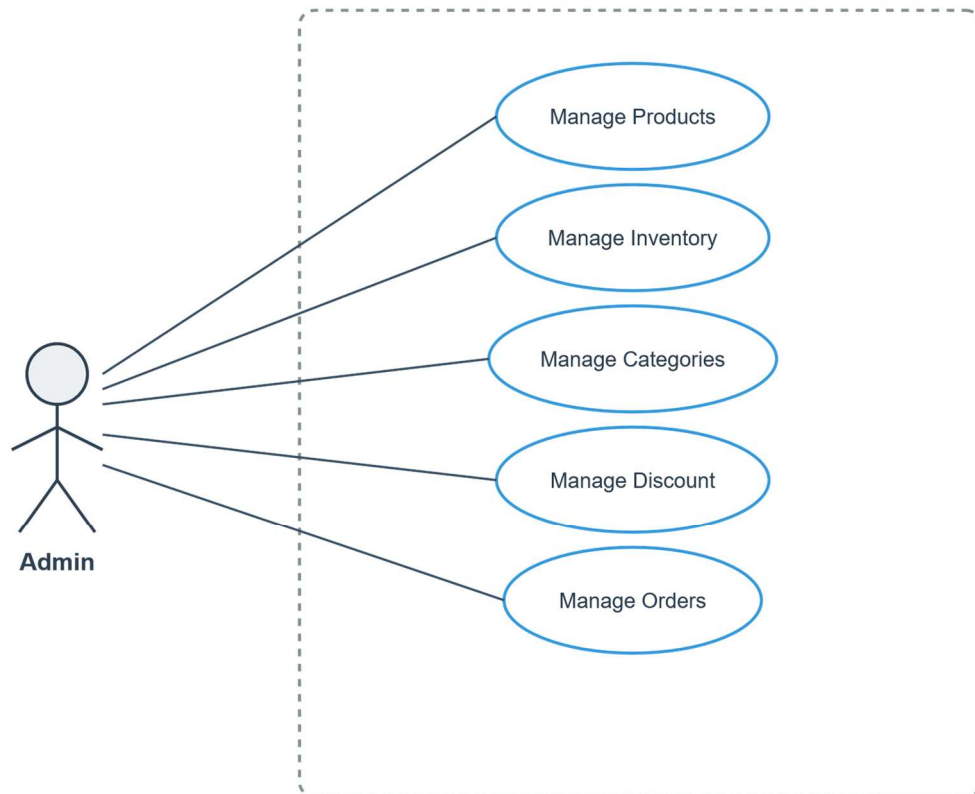 Manage Products
Manage Inventory
Manage Categories
Manage Discount
Manage Orders
Admin